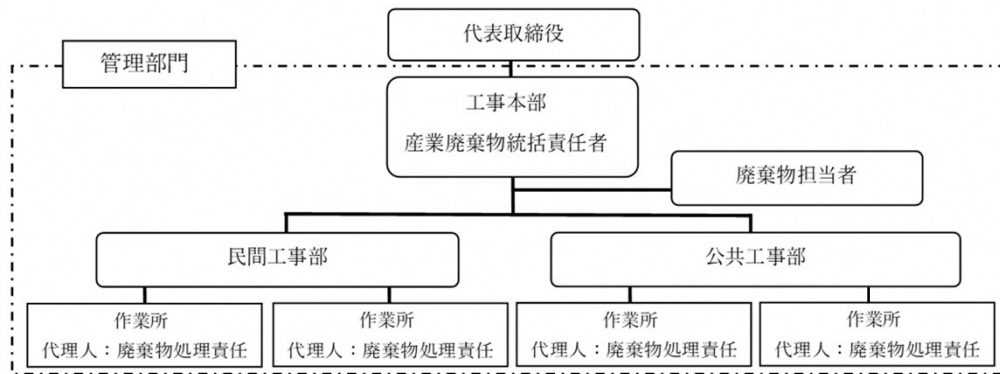 代表取締役
管理部門
工事本部
産業廃棄物統括責任者
廃棄物担当者
民間工事部
公共工事部
作業所
代理人：廃棄物処理責任
作業所
代理人：廃棄物処理責任
作業所
代理人：廃棄物処理責任
作業所
代理人：廃棄物処理責任